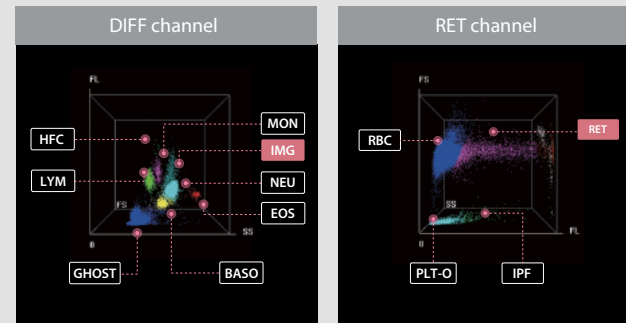 DIFF channel
FL
HFC
MON
IMG
LYM
NEU
FS
EOS
0
SS
GHOST
BASO
RET channel
FS
RET
RBC
SS
0
FL
PLT-O
IPF